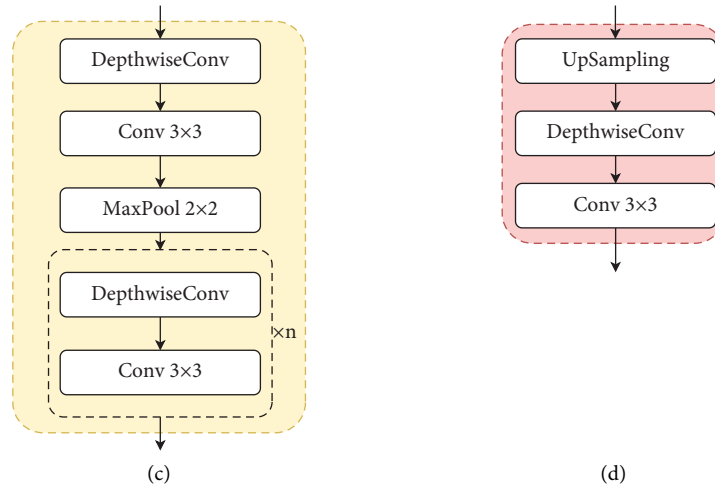 DepthwiseConv
Conv 3×3
MaxPool 2×2
DepthwiseConv
×n
Conv 3×3
(c)
UpSampling
DepthwiseConv
Conv 3×3
(d)